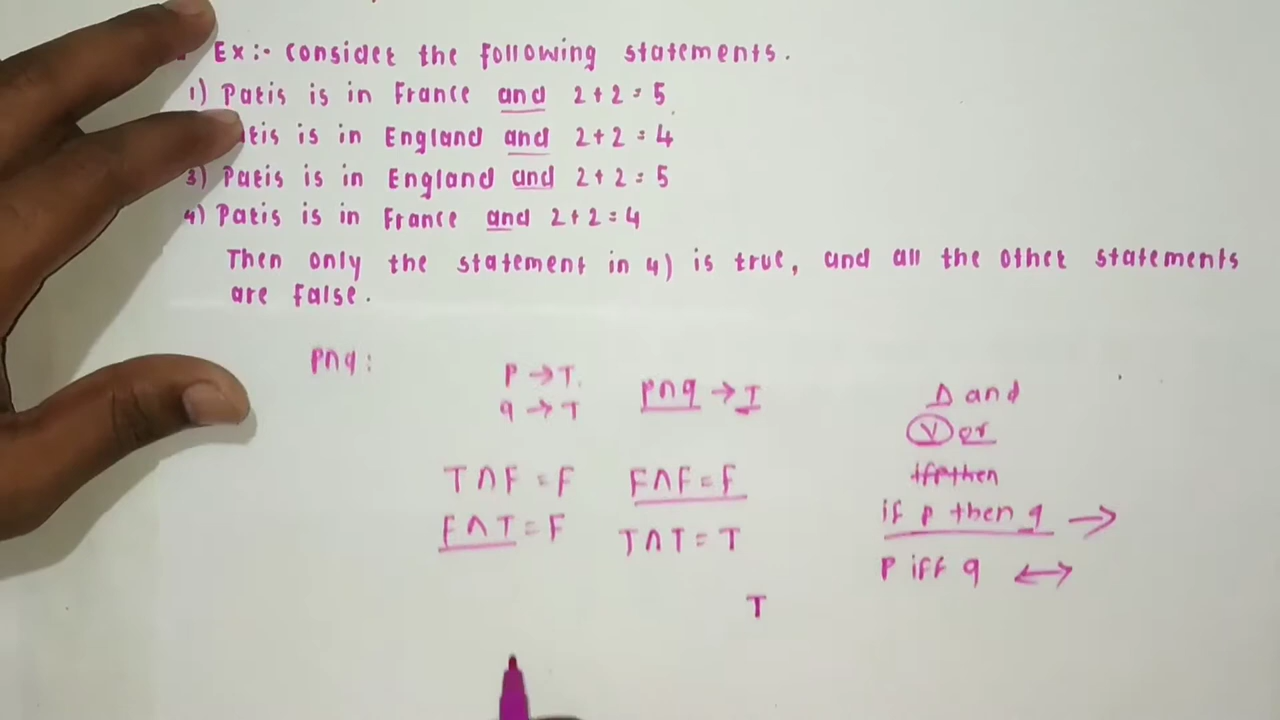 Ex:- Consider the following statements.
1) Paris is in France and 2+2=5
is in England and 2+2=4
3) Paris is in England and 2+2=5
4) Paris is in France and 2+2=4
Then only the statement in 4) is true, and all the other statements
are false.
p∧q:
P→T.
q→T
p∧q → T
T∧F = F
F∧F = F
F∧T = F
T∧T = T
T
∧ and
∨ or
if p then q →
P iff q ↔